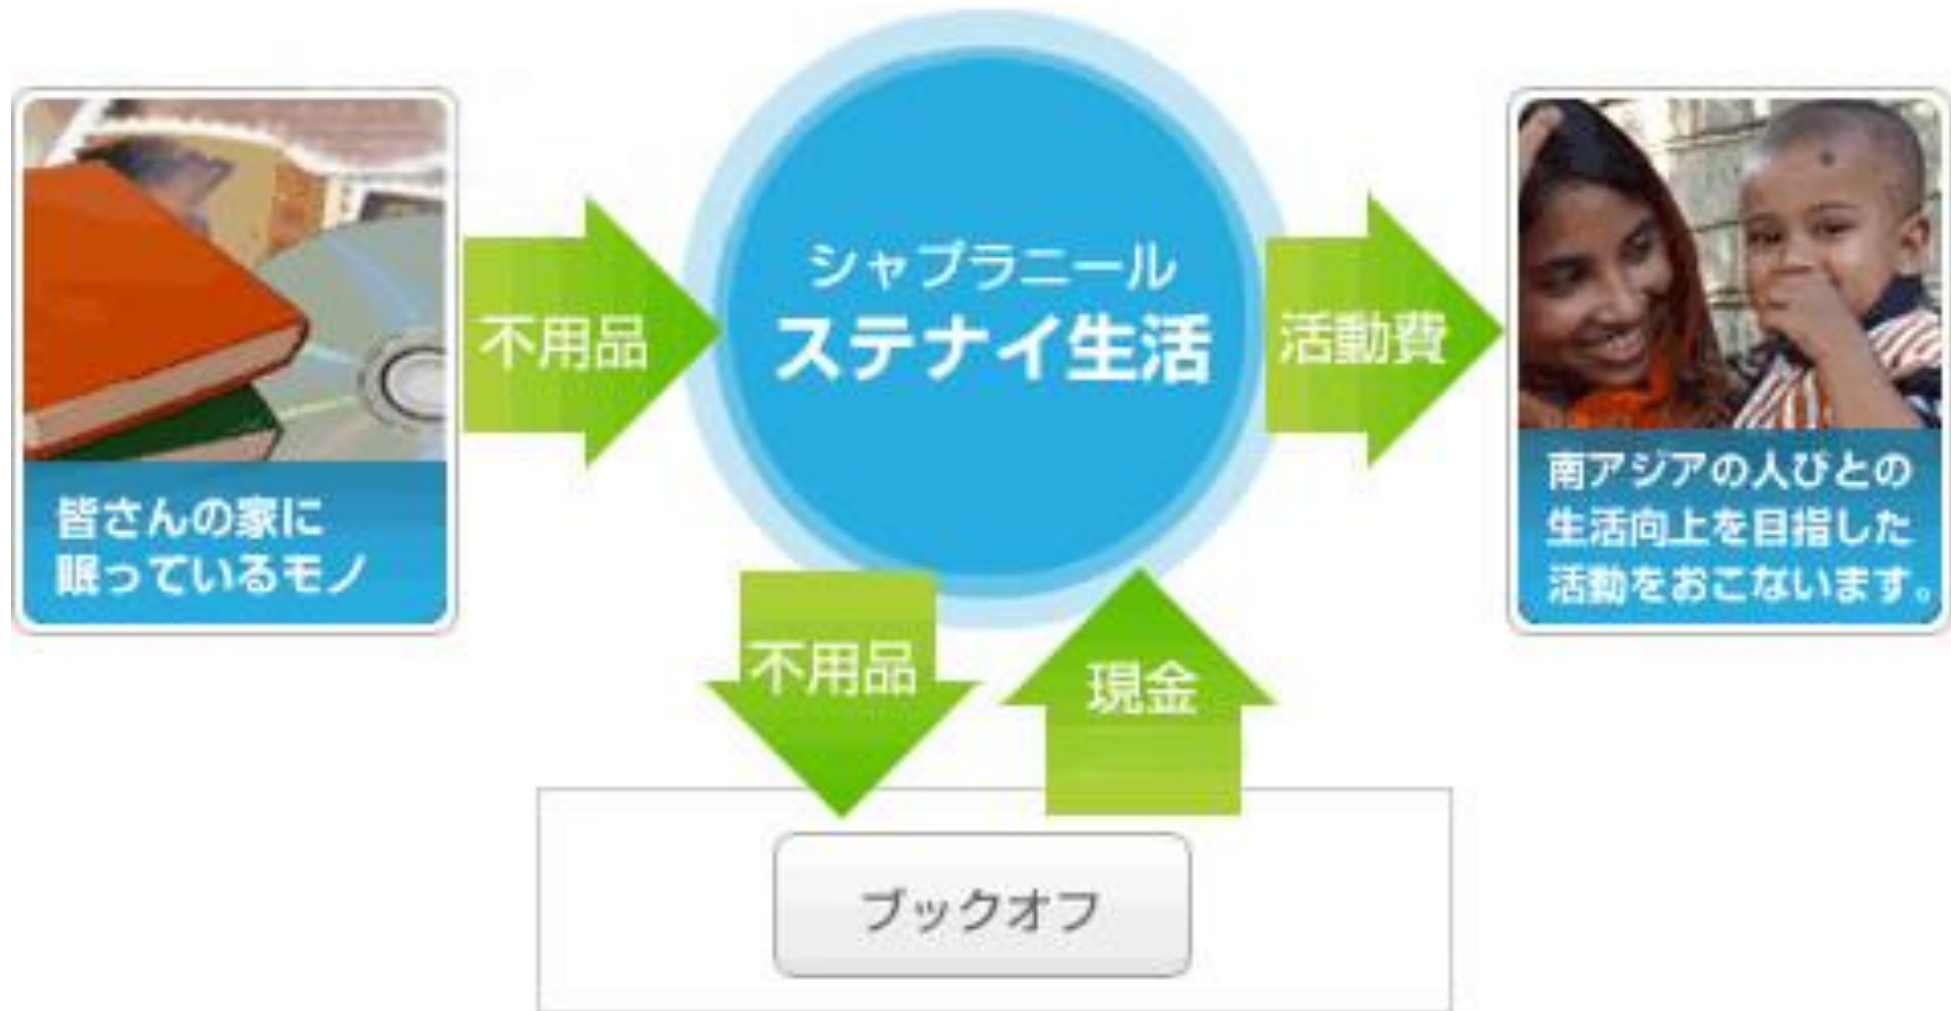 皆さんの家に
眠っているモノ
不用品
シャプラニール
ステナイ生活
活動費
南アジアの人びとの
生活向上を目指した
活動をおこないます。
不用品
現金
ブックオフ